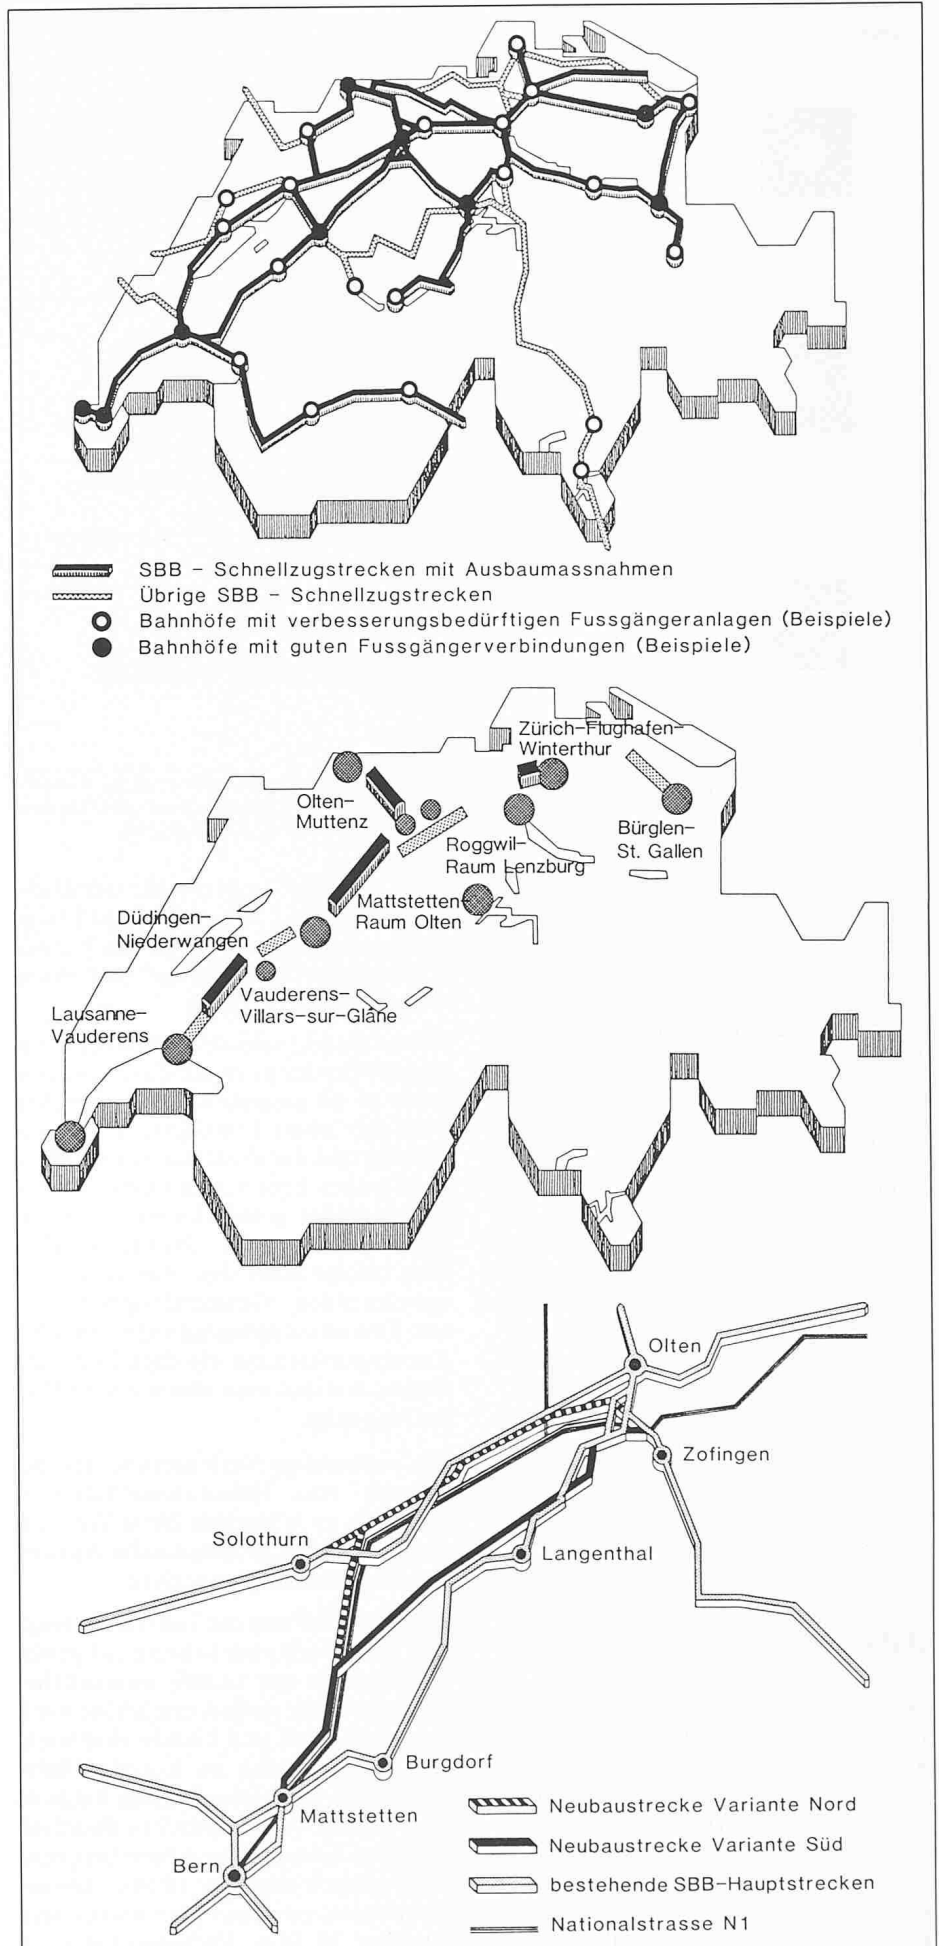 SBB – Schnellzugstrecken mit Ausbaumassnahmen
Übrige SBB – Schnellzugstrecken
Bahnhöfe mit verbesserungsbedürftigen Fussgängeranlagen (Beispiele)
Bahnhöfe mit guten Fussgängerverbindungen (Beispiele)
Zürich–Flughafen–
Winterthur
Olten–
Muttenz
Bürglen–
St. Gallen
Roggwil–
Raum Lenzburg
Mattstetten–
Raum Olten
Düdingen–
Niederwangen
Vauderens–
Villars-sur-Glâne
Lausanne–
Vauderens
Olten
Zofingen
Solothurn
Langenthal
Burgdorf
Mattstetten
Bern
Neubaustrecke Variante Nord
Neubaustrecke Variante Süd
bestehende SBB-Hauptstrecken
Nationalstrasse N1